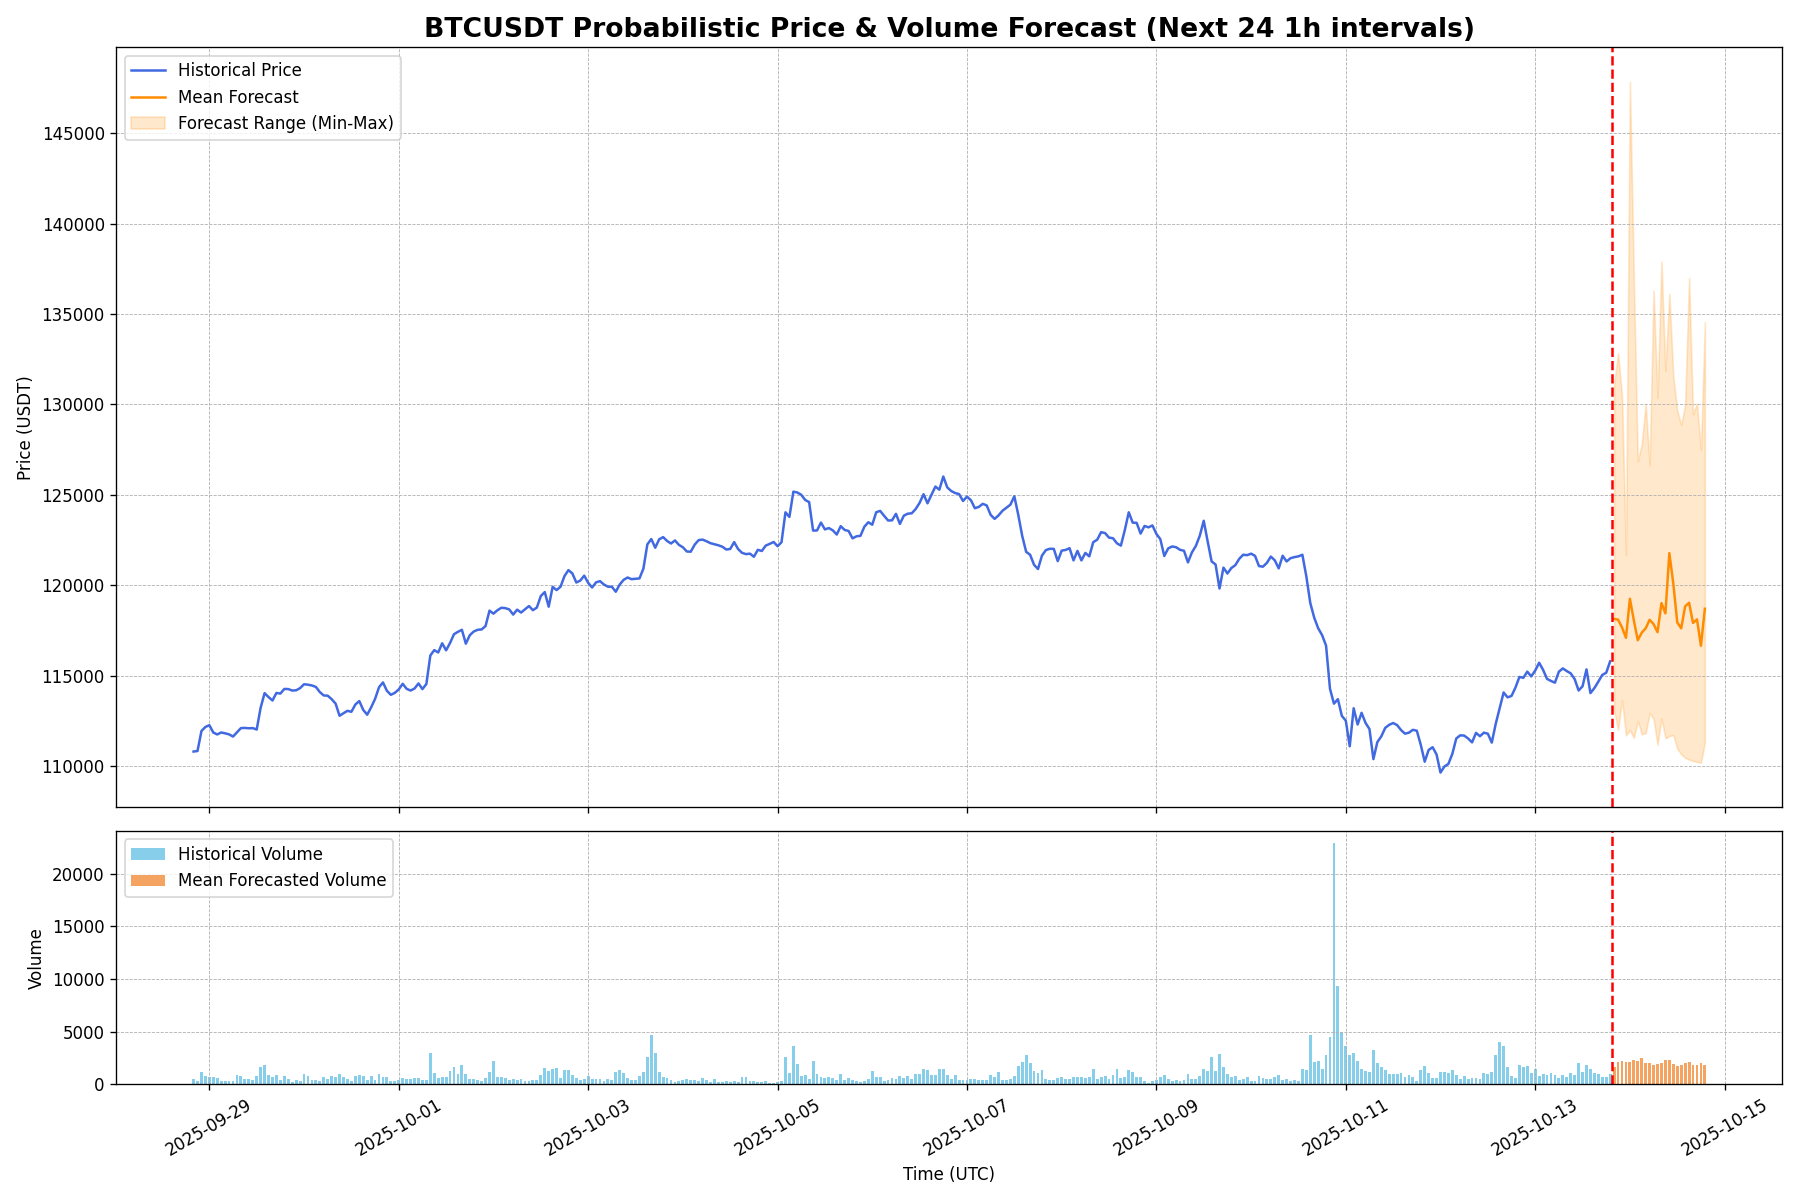 BTCUSDT Probabilistic Price & Volume Forecast (Next 24 1h intervals)
Historical Price
Mean Forecast
Forecast Range (Min-Max)
145000
140000
135000
130000
125000
120000
115000
110000
Price (USDT)
Historical Volume
Mean Forecasted Volume
20000
15000
10000
5000
0
Volume
2025-09-29
2025-10-01
2025-10-03
2025-10-05
2025-10-07
2025-10-09
2025-10-11
2025-10-13
2025-10-15
Time (UTC)